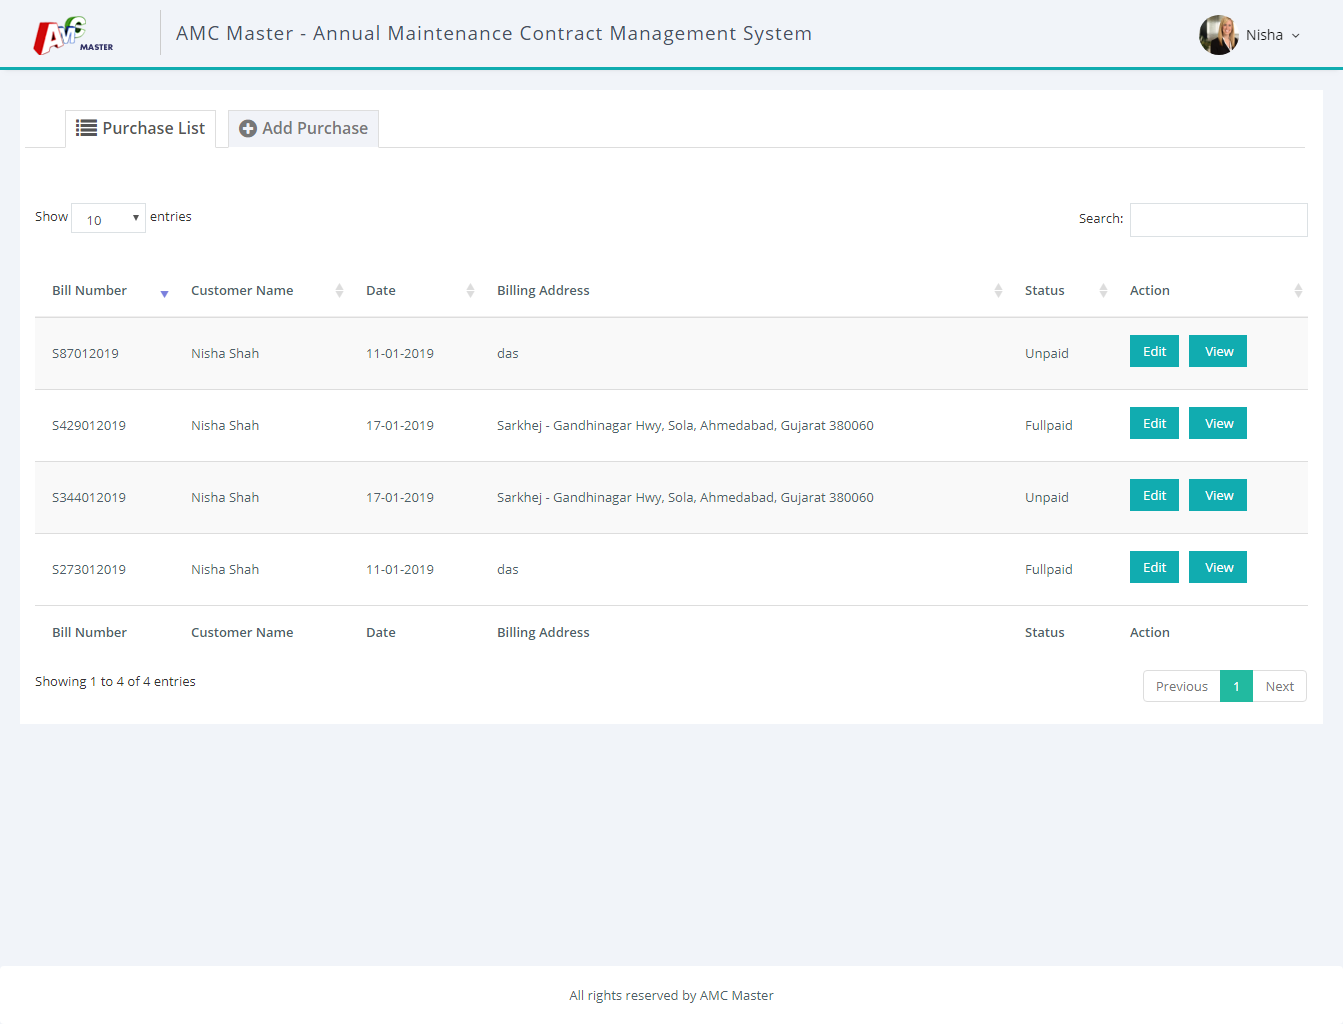 AMC MASTER
AMC Master - Annual Maintenance Contract Management System
Nisha
Purchase List
Add Purchase
Show 10 entries
Search:
Bill Number Customer Name Date Billing Address Status Action
S87012019 Nisha Shah 11-01-2019 das Unpaid Edit View
S429012019 Nisha Shah 17-01-2019 Sarkhej - Gandhinagar Hwy, Sola, Ahmedabad, Gujarat 380060 Fullpaid Edit View
S344012019 Nisha Shah 17-01-2019 Sarkhej - Gandhinagar Hwy, Sola, Ahmedabad, Gujarat 380060 Unpaid Edit View
S273012019 Nisha Shah 11-01-2019 das Fullpaid Edit View
Bill Number Customer Name Date Billing Address Status Action
Showing 1 to 4 of 4 entries
Previous 1 Next
All rights reserved by AMC Master